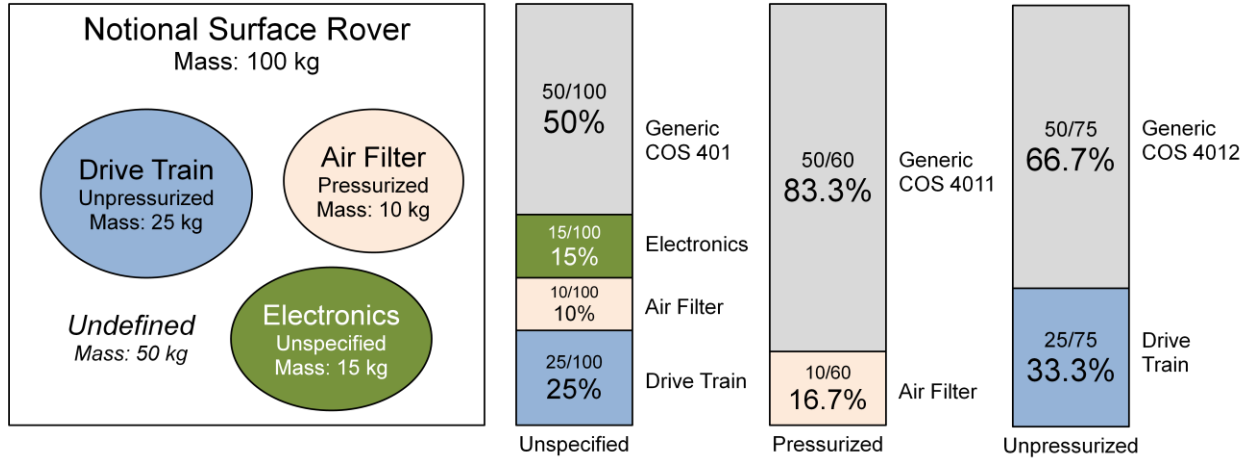 Notional Surface Rover
Mass: 100 kg
Drive Train
Unpressurized
Mass: 25 kg
Air Filter
Pressurized
Mass: 10 kg
Undefined
Mass: 50 kg
Electronics
Unspecified
Mass: 15 kg
50/100
50%
Generic
COS 401
15/100
15%
Electronics
10/100
10%
Air Filter
25/100
25%
Drive Train
Unspecified
50/60
83.3%
Generic
COS 4011
10/60
16.7%
Air Filter
Pressurized
50/75
66.7%
Generic
COS 4012
25/75
33.3%
Drive
Train
Unpressurized